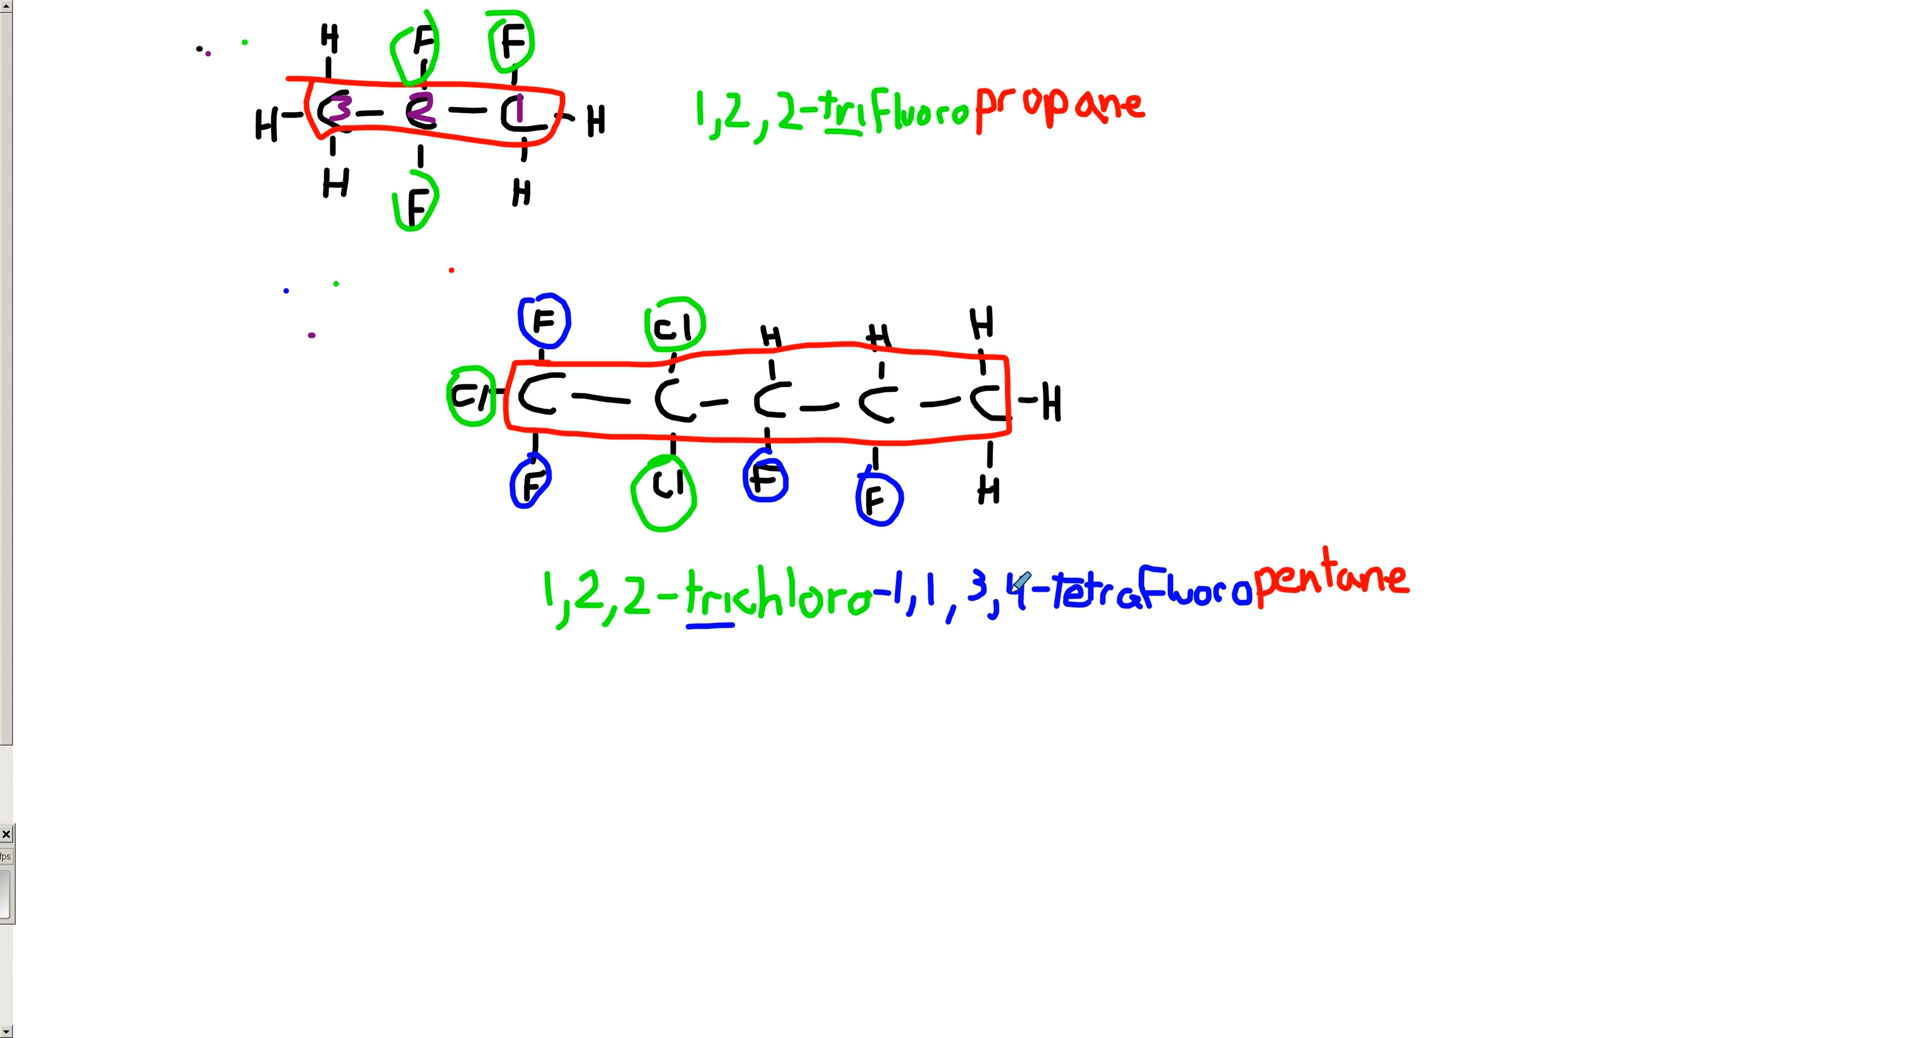 H F F
H-C3-C2-C1-H 1,2,2-trifluoropropane
H F H
F Cl H H H
Cl-C-C-C-C-C-H
F Cl F F H
1,2,2-trichloro-1,1,3,4-tetrafluoropentane
fps